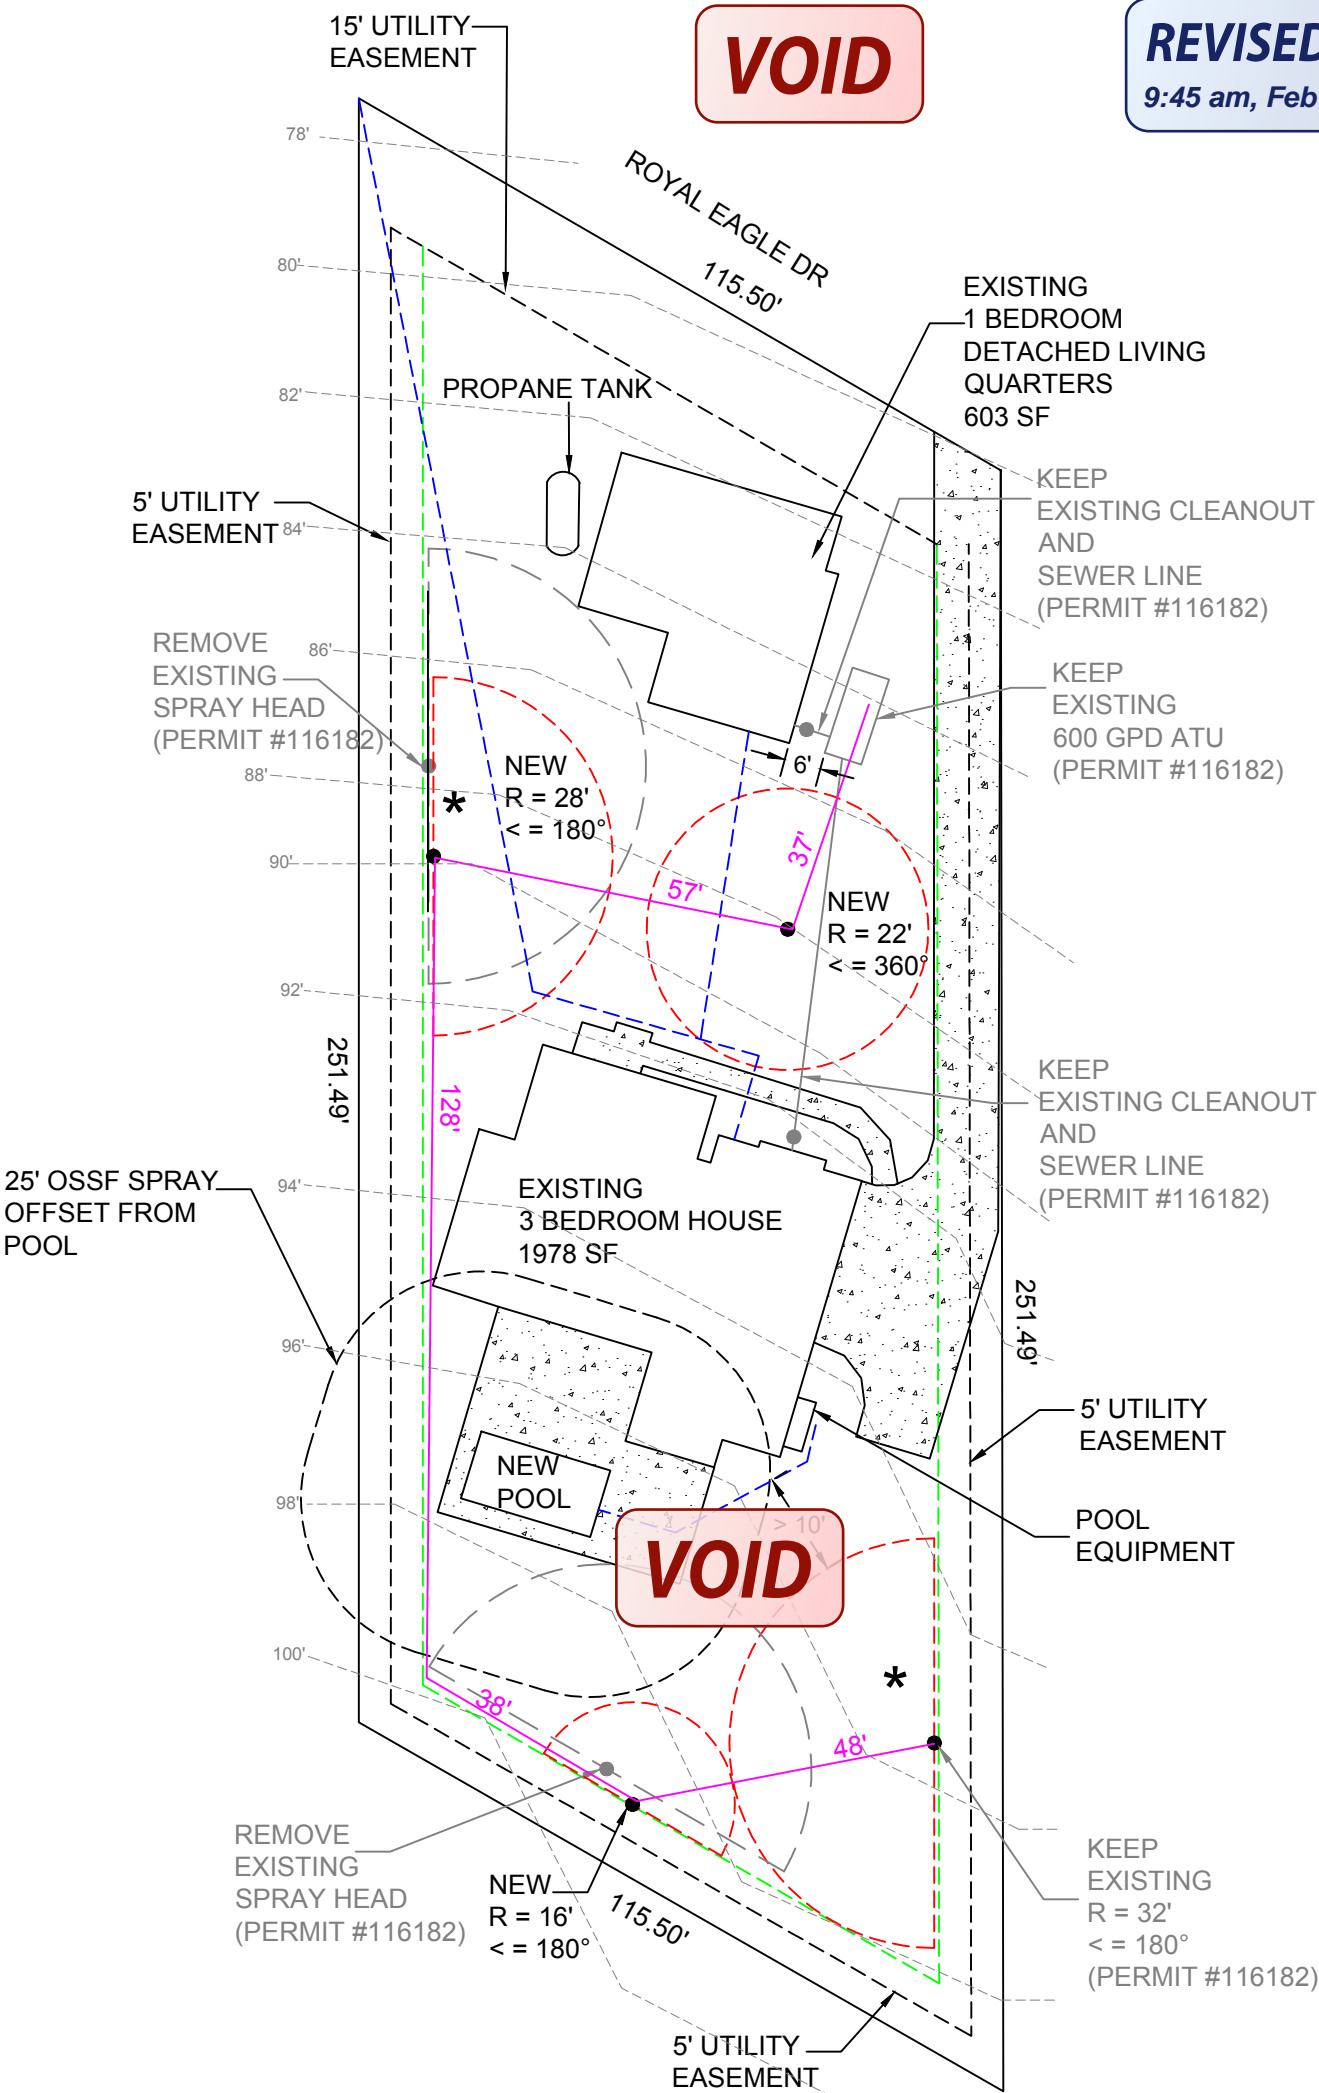 15' UTILITY
EASEMENT
VOID
REVISED
9:45 am, Feb
78'
ROYAL EAGLE DR
115.50'
80'
EXISTING
1 BEDROOM
DETACHED LIVING
QUARTERS
603 SF
82'
PROPANE TANK
KEEP
EXISTING CLEANOUT
AND
SEWER LINE
(PERMIT #116182)
5' UTILITY
EASEMENT
84'
REMOVE
EXISTING
SPRAY HEAD
(PERMIT #116182)
86'
KEEP
EXISTING
600 GPD ATU
(PERMIT #116182)
88'
NEW
R = 28'
< = 180°
*
6'
37'
90'
57'
NEW
R = 22'
< = 360°
92'
251.49'
128'
KEEP
EXISTING CLEANOUT
AND
SEWER LINE
(PERMIT #116182)
25' OSSF SPRAY
OFFSET FROM
POOL
94'
EXISTING
3 BEDROOM HOUSE
1978 SF
251.49'
96'
5' UTILITY
EASEMENT
NEW
POOL
98'
> 10'
VOID
POOL
EQUIPMENT
100'
*
38'
48'
REMOVE
EXISTING
SPRAY HEAD
(PERMIT #116182)
NEW
R = 16'
< = 180°
115.50'
KEEP
EXISTING
R = 32'
< = 180°
(PERMIT #116182)
5' UTILITY
EASEMENT